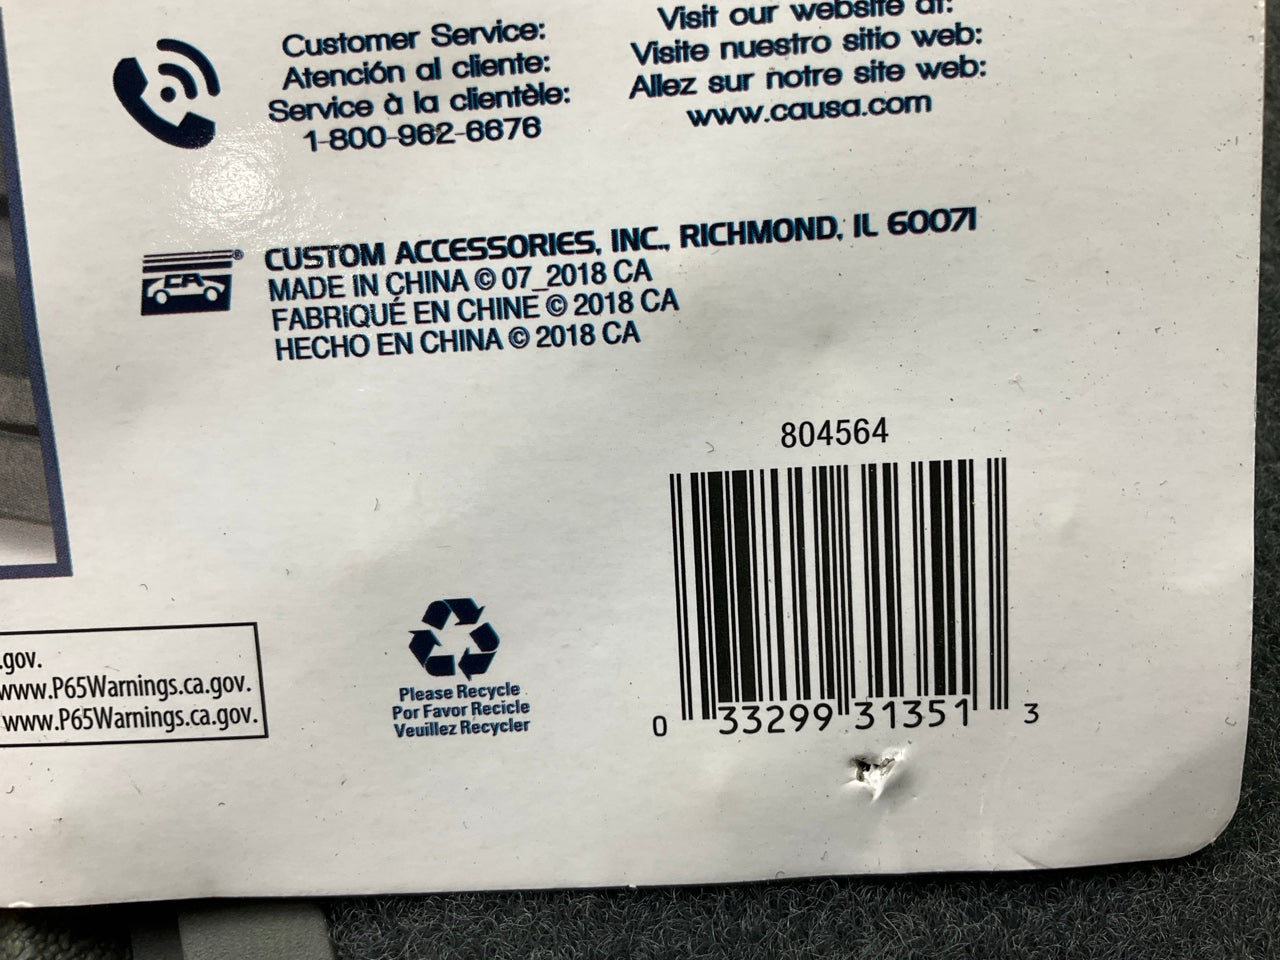 Customer Service:
Atención al cliente:
Service à la clientèle:
1-800-962-6676
Visit our website at:
Visite nuestro sitio web:
Allez sur notre site web:
www.causa.com
CA®
CUSTOM ACCESSORIES, INC., RICHMOND, IL 60071
MADE IN CHINA © 07_2018 CA
FABRIQUÉ EN CHINE © 2018 CA
HECHO EN CHINA © 2018 CA
804564
0 33299 31351 3
.gov.
www.P65Warnings.ca.gov.
www.P65Warnings.ca.gov.
Please Recycle
Por Favor Recicle
Veuillez Recycler